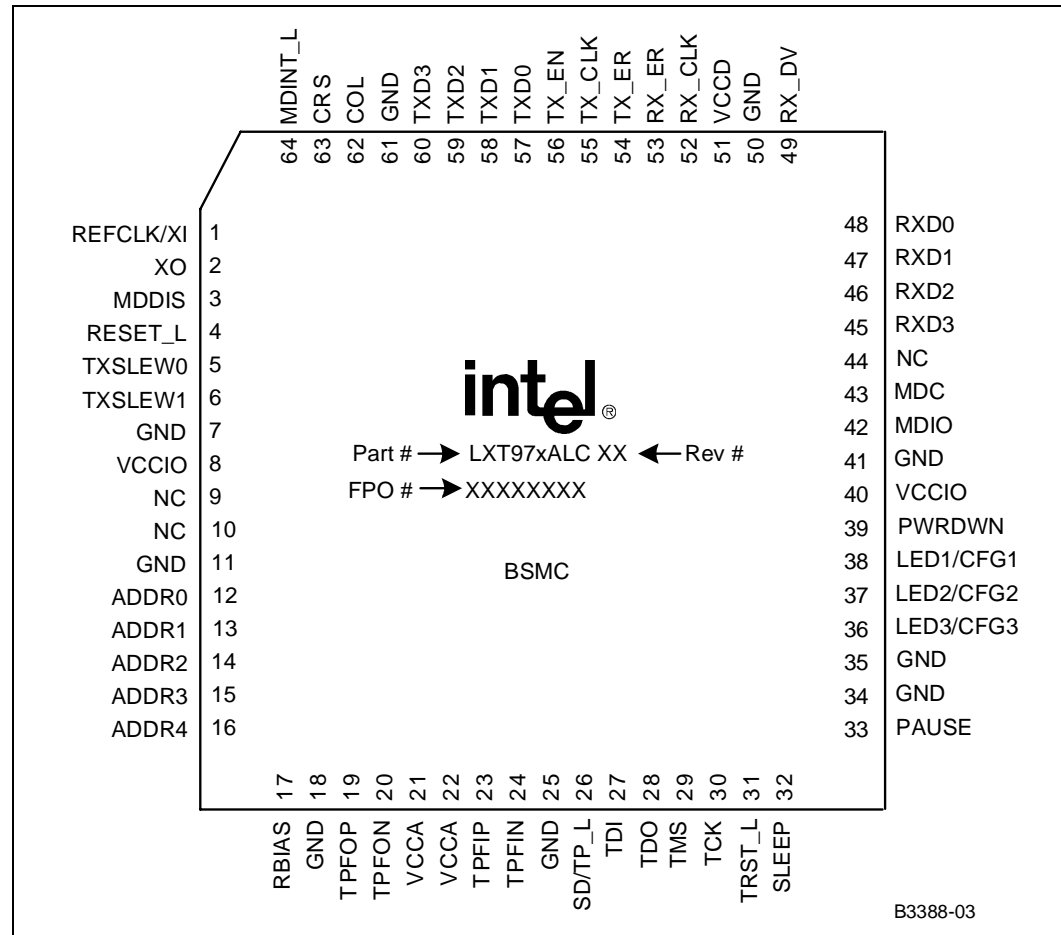 MDINT_L
CRS
COL
GND
TXD3
TXD2
TXD1
TXD0
TX_EN
TX_CLK
TX_ER
RX_ER
RX_CLK
VCCD
GND
RX_DV
64
63
62
61
60
59
58
57
56
55
54
53
52
51
50
49
REFCLK/XI 1
XO 2
MDDIS 3
RESET_L 4
TXSLEW0 5
TXSLEW1 6
GND 7
VCCIO 8
NC 9
NC 10
GND 11
ADDR0 12
ADDR1 13
ADDR2 14
ADDR3 15
ADDR4 16
intel®
Part # LXT97xALC XX Rev #
FPO # XXXXXXXX
BSMC
48 RXD0
47 RXD1
46 RXD2
45 RXD3
44 NC
43 MDC
42 MDIO
41 GND
40 VCCIO
39 PWRDWN
38 LED1/CFG1
37 LED2/CFG2
36 LED3/CFG3
35 GND
34 GND
33 PAUSE
17
18
19
20
21
22
23
24
25
26
27
28
29
30
31
32
RBIAS
GND
TPFOP
TPFON
VCCA
VCCA
TPFIP
TPFIN
GND
SD/TP_L
TDI
TDO
TMS
TCK
TRST_L
SLEEP
B3388-03